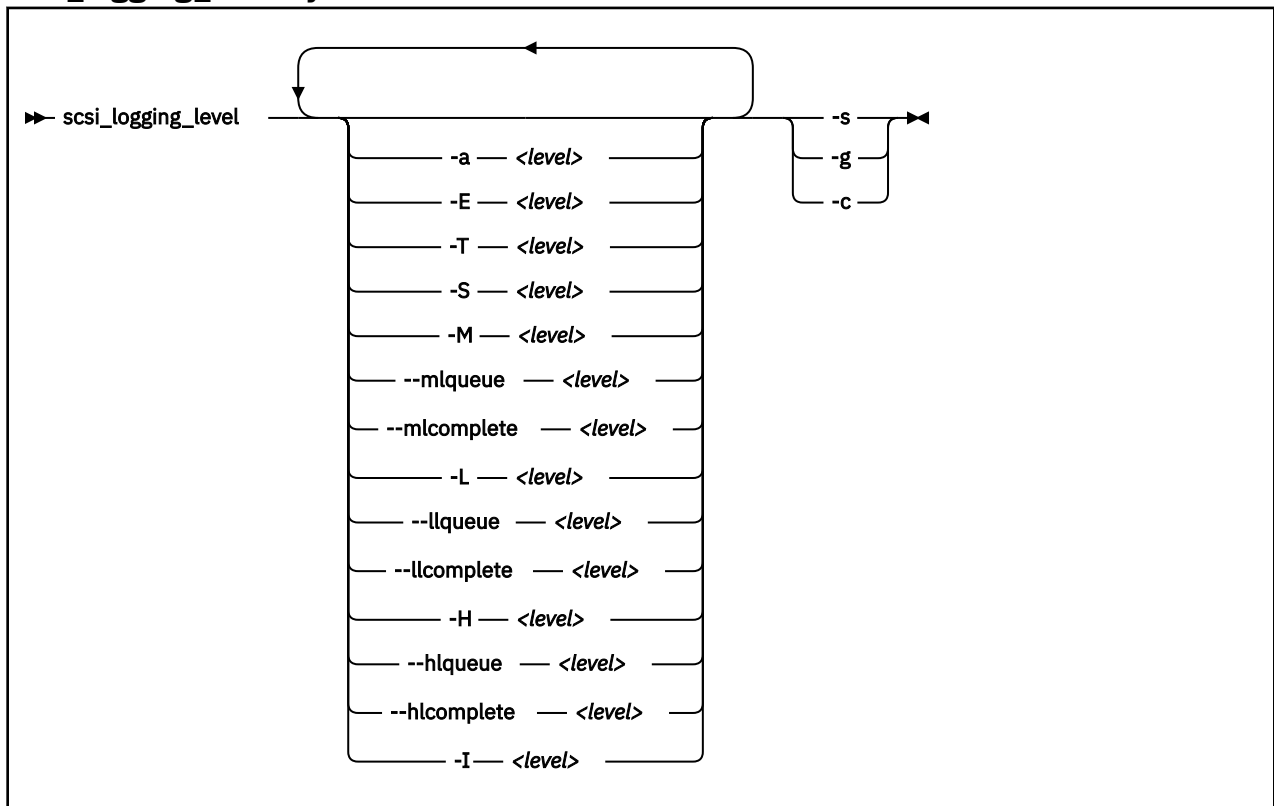 scsi_logging_level -s
-a <level> -g
-E <level> -c
-T <level>
-S <level>
-M <level>
--mlqueue <level>
--mlcomplete <level>
-L <level>
--llqueue <level>
--llcomplete <level>
-H <level>
--hlqueue <level>
--hlcomplete <level>
-I <level>